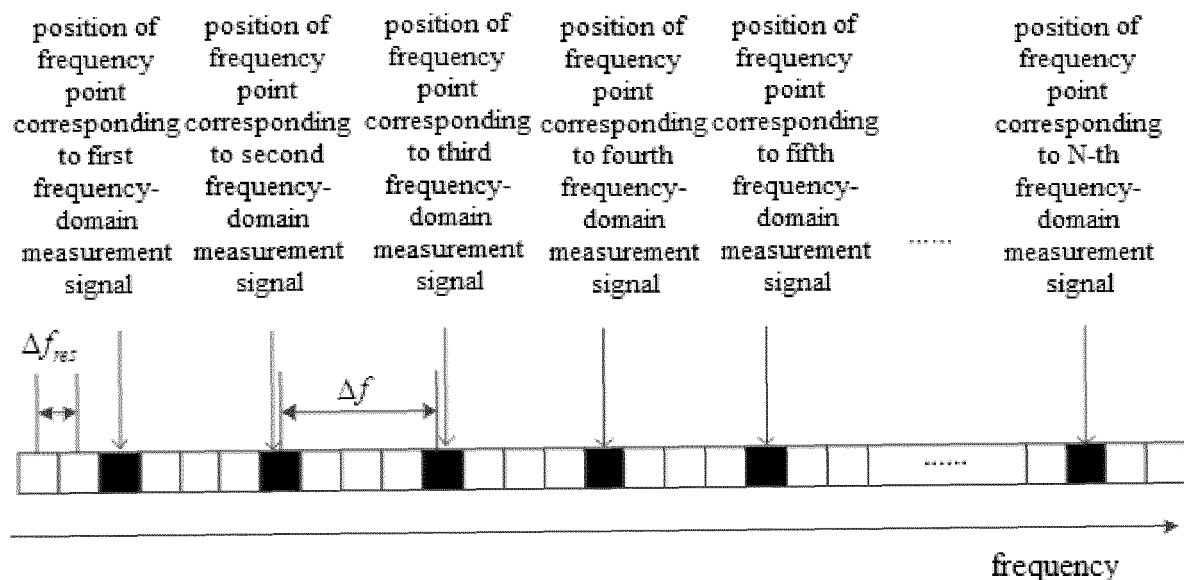 position of
frequency
point
corresponding
to first
frequency-
domain
measurement
signal
position of
frequency
point
corresponding
to second
frequency-
domain
measurement
signal
position of
frequency
point
corresponding
to third
frequency-
domain
measurement
signal
position of
frequency
point
corresponding
to fourth
frequency-
domain
measurement
signal
position of
frequency
point
corresponding
to fifth
frequency-
domain
measurement
signal
......
position of
frequency
point
corresponding
to N-th
frequency-
domain
measurement
signal
Δf_res
Δf
......
frequency